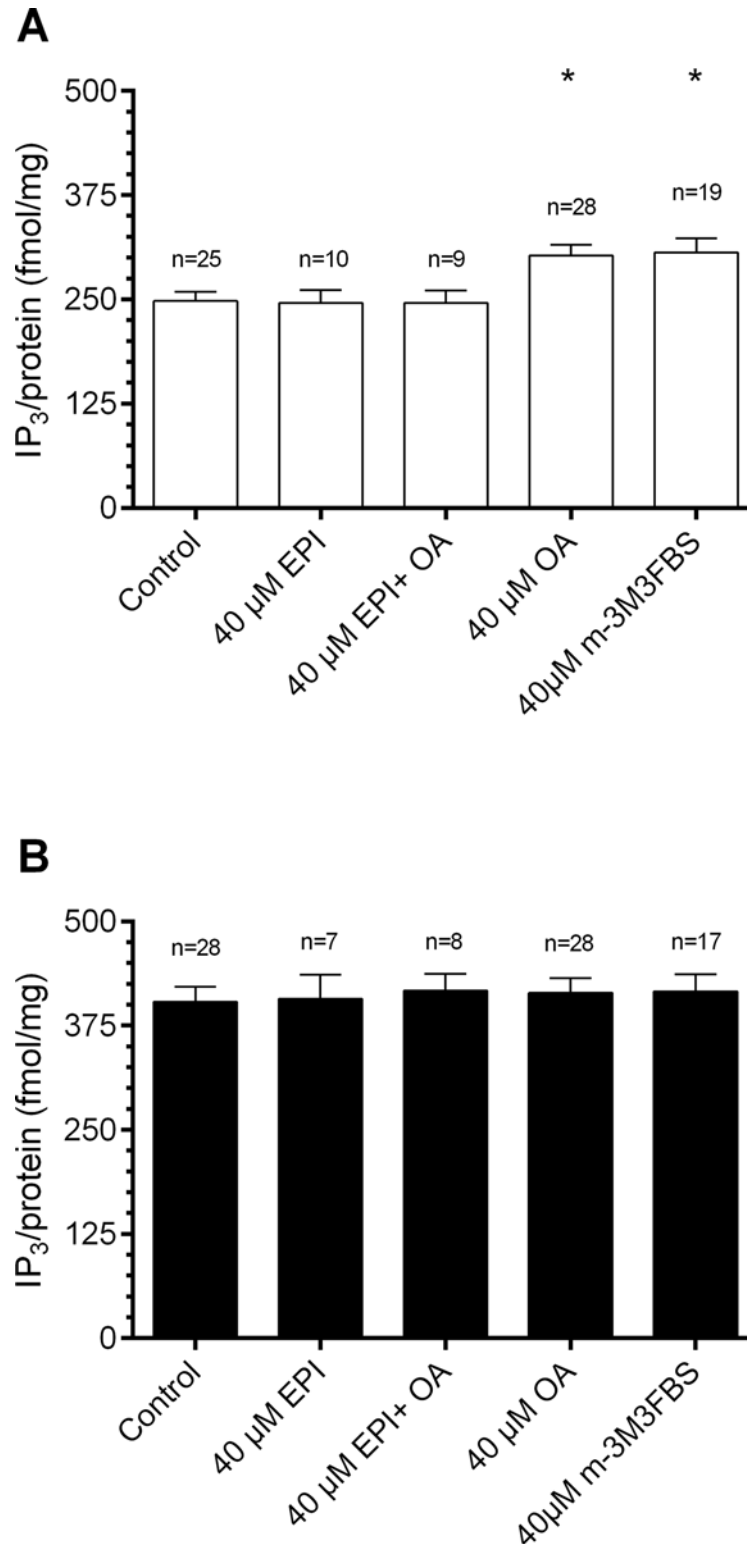 A
* *
500
375
250
125
0
IP₃/protein (fmol/mg)
n=25 n=10 n=9 n=28 n=19
Control
40 µM EPI
40 µM EPI+ OA
40 µM OA
40µM m-3M3FBS
B
500
375
250
125
0
IP₃/protein (fmol/mg)
n=28 n=7 n=8 n=28 n=17
Control
40 µM EPI
40 µM EPI+ OA
40 µM OA
40µM m-3M3FBS